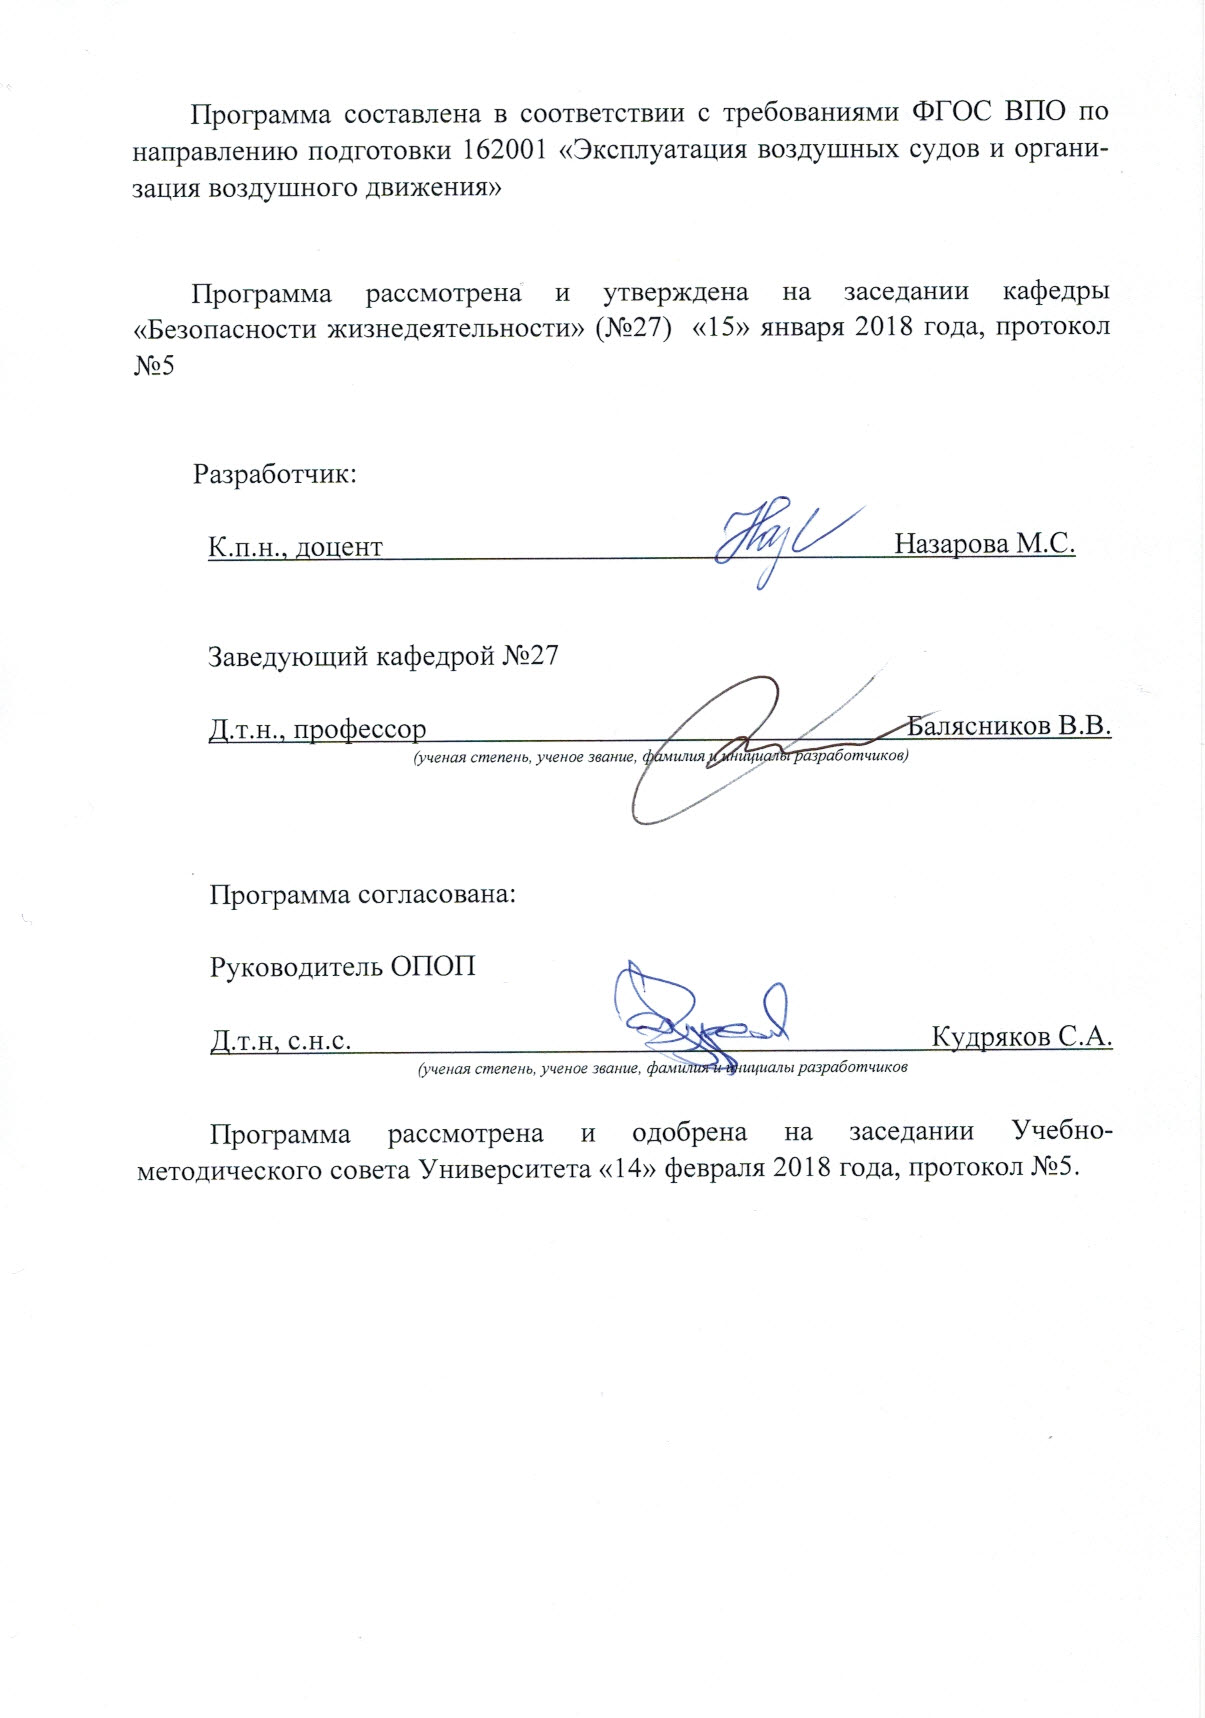 Программа составлена в соответствии с требованиями ФГОС ВПО по
направлению подготовки 162001 «Эксплуатация воздушных судов и органи-
зация воздушного движения»
Программа рассмотрена и утверждена на заседании кафедры
«Безопасности жизнедеятельности» (№27) «15» января 2018 года, протокол
№5
Разработчик:
К.п.н., доцент Назарова М.С.
Заведующий кафедрой №27
Д.т.н., профессор Балясников В.В.
(ученая степень, ученое звание, фамилия и инициалы разработчиков)
Программа согласована:
Руководитель ОПОП
Д.т.н, с.н.с. Кудряков С.А.
(ученая степень, ученое звание, фамилия и инициалы разработчиков
Программа рассмотрена и одобрена на заседании Учебно-
методического совета Университета «14» февраля 2018 года, протокол №5.